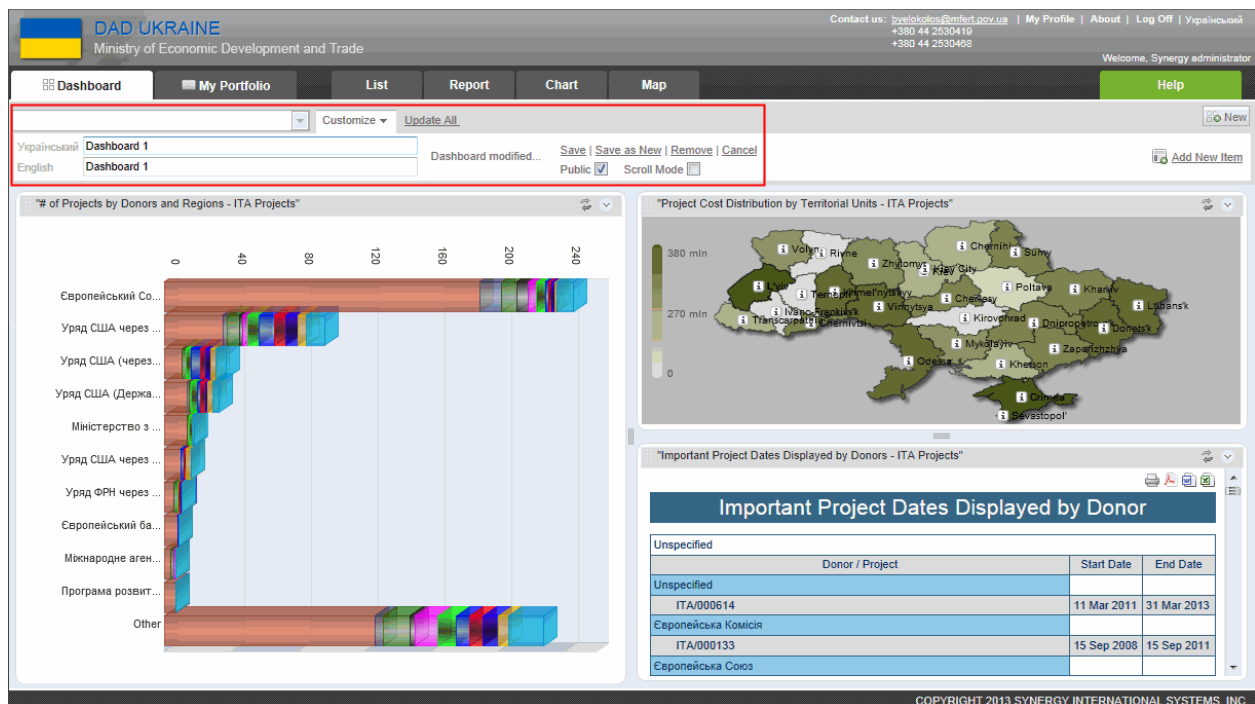 DAD UKRAINE
Ministry of Economic Development and Trade
Contact us: byelokolos@mfert.gov.ua | My Profile | About | Log Off | Український
+380 44 2530419
+380 44 2530468
Welcome, Synergy administrator
Dashboard My Portfolio List Report Chart Map Help
Customize Update All New
Український Dashboard 1
English Dashboard 1
Dashboard modified...
Save | Save as New | Remove | Cancel
Public Scroll Mode
Add New Item
"# of Projects by Donors and Regions - ITA Projects"
0 40 80 120 160 200 240
Європейський Со...
Уряд США через ...
Уряд США (через...
Уряд США (Держа...
Міністерство з ...
Уряд США через ...
Уряд ФРН через ...
Європейський ба...
Міжнародне аген...
Програма розвит...
Other
"Project Cost Distribution by Territorial Units - ITA Projects"
380 mln
270 mln
0
Volyn
Rivne
Zhytomyr
Kiev
Kiev City
Chernihiv
Sumy
L'viv
Ternopil'
Khmel'nyts'kyy
Vinnytsya
Cherkasy
Poltava
Kharkiv
Luhans'k
Ivano-Frankivs'k
Transcarpathia
Chernivtsi
Kirovohrad
Dnipropetrovs'k
Donets'k
Mykolayiv
Zaporizhzhya
Odessa
Kherson
Crimea
Sevastopol'
"Important Project Dates Displayed by Donors - ITA Projects"
Important Project Dates Displayed by Donor
Unspecified
Donor / Project Start Date End Date
Unspecified
ITA/000614 11 Mar 2011 31 Mar 2013
Європейська Комісія
ITA/000133 15 Sep 2008 15 Sep 2011
Європейська Союз
COPYRIGHT 2013 SYNERGY INTERNATIONAL SYSTEMS, INC.